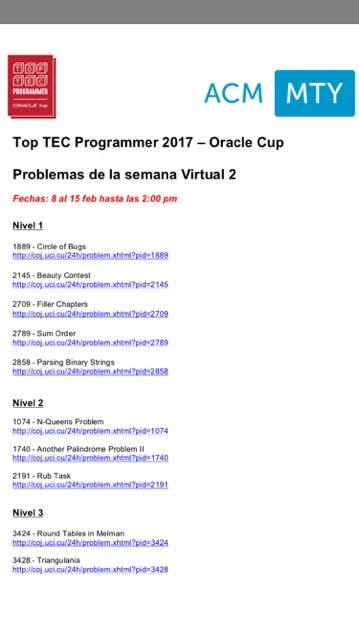 TOP
TEC
PROGRAMMER
ORACLE Cup
ACM MTY
Top TEC Programmer 2017 – Oracle Cup
Problemas de la semana Virtual 2
Fechas: 8 al 15 feb hasta las 2:00 pm
Nivel 1
1889 - Circle of Bugs
http://coj.uci.cu/24h/problem.xhtml?pid=1889
2145 - Beauty Contest
http://coj.uci.cu/24h/problem.xhtml?pid=2145
2709 - Filler Chapters
http://coj.uci.cu/24h/problem.xhtml?pid=2709
2789 - Sum Order
http://coj.uci.cu/24h/problem.xhtml?pid=2789
2858 - Parsing Binary Strings
http://coj.uci.cu/24h/problem.xhtml?pid=2858
Nivel 2
1074 - N-Queens Problem
http://coj.uci.cu/24h/problem.xhtml?pid=1074
1740 - Another Palindrome Problem II
http://coj.uci.cu/24h/problem.xhtml?pid=1740
2191 - Rub Task
http://coj.uci.cu/24h/problem.xhtml?pid=2191
Nivel 3
3424 - Round Tables in Melman
http://coj.uci.cu/24h/problem.xhtml?pid=3424
3428 - Triangulania
http://coj.uci.cu/24h/problem.xhtml?pid=3428